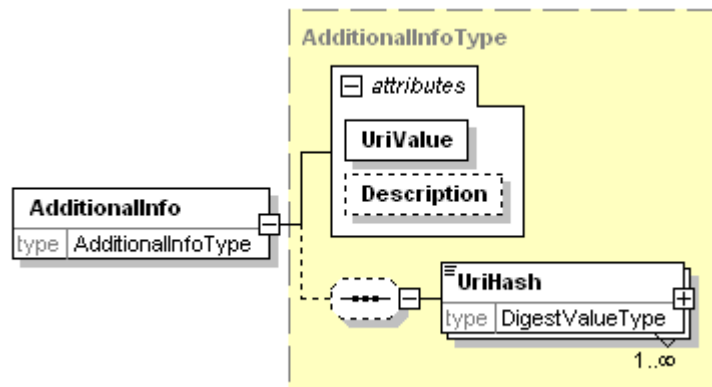 AdditionalInfoType
attributes
UriValue
Description
AdditionalInfo
type AdditionalInfoType
UriHash
type DigestValueType
1..∞